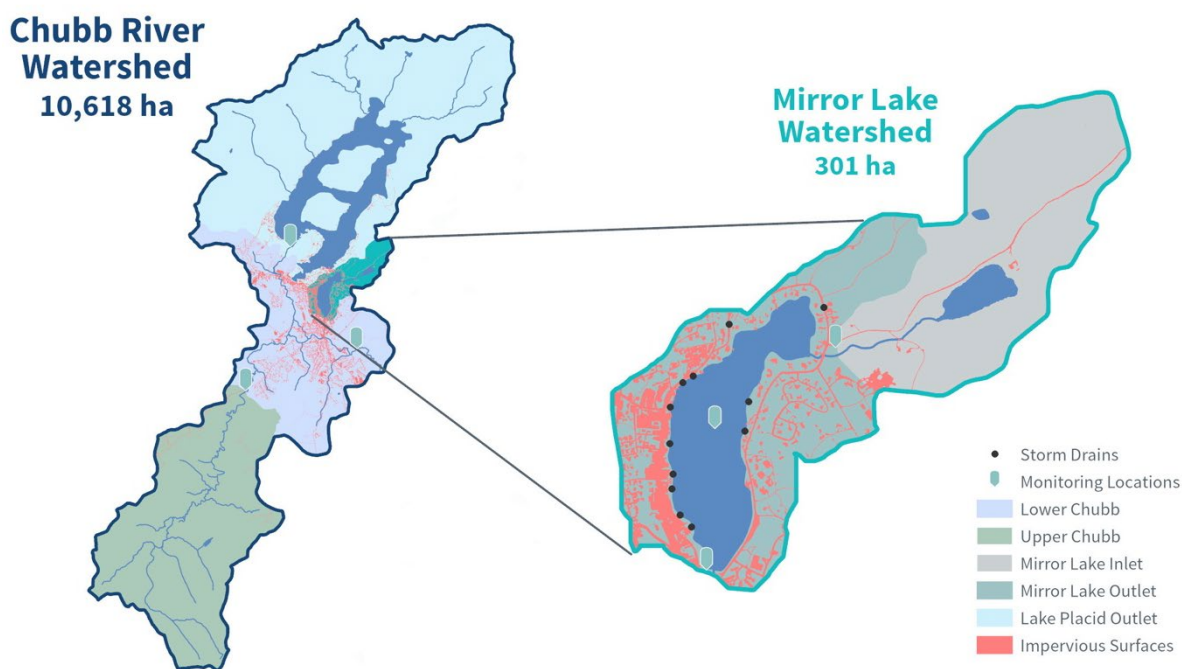 Chubb River
Watershed
10,618 ha
Mirror Lake
Watershed
301 ha
Storm Drains
Monitoring Locations
Lower Chubb
Upper Chubb
Mirror Lake Inlet
Mirror Lake Outlet
Lake Placid Outlet
Impervious Surfaces